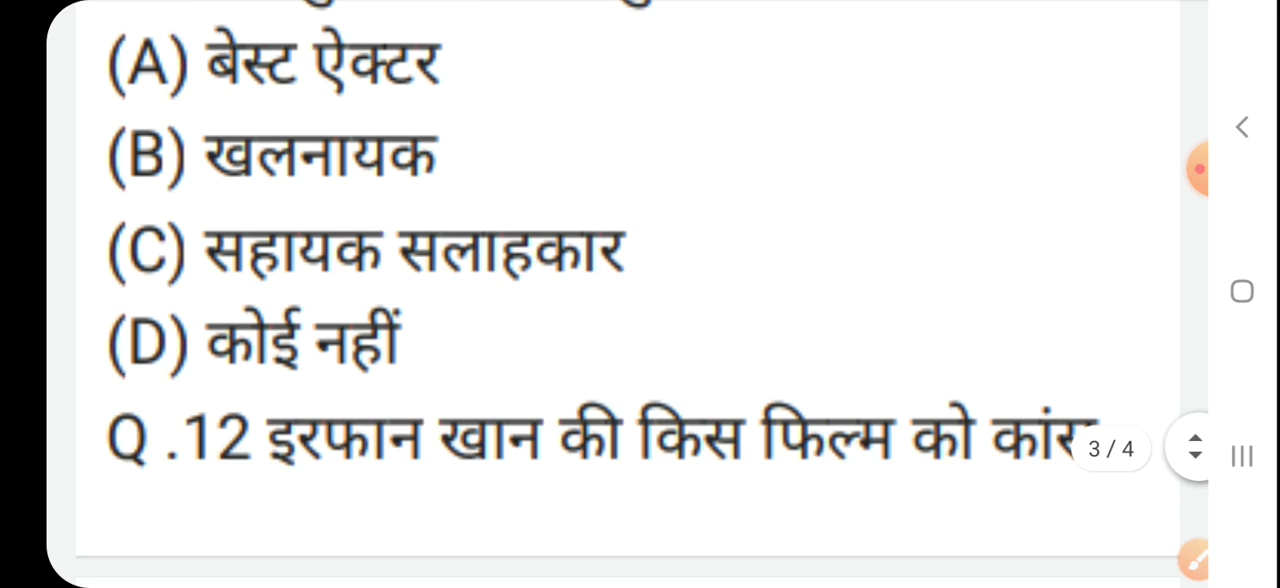 (A) बेस्ट ऐक्टर
(B) खलनायक
(C) सहायक सलाहकार
(D) कोई नहीं
Q .12 इरफान खान की किस फिल्म को
3 / 4